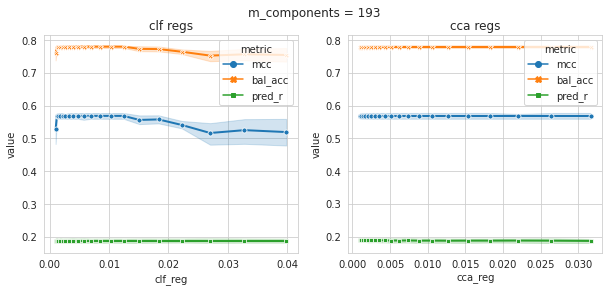 m_components = 193
clf regs
0.8
0.7
0.6
0.5
0.4
0.3
0.2
value
metric
mcc
bal_acc
pred_r
0.00
0.01
0.02
0.03
0.04
clf_reg
cca regs
0.8
0.7
0.6
0.5
0.4
0.3
0.2
value
metric
mcc
bal_acc
pred_r
0.000
0.005
0.010
0.015
0.020
0.025
0.030
cca_reg